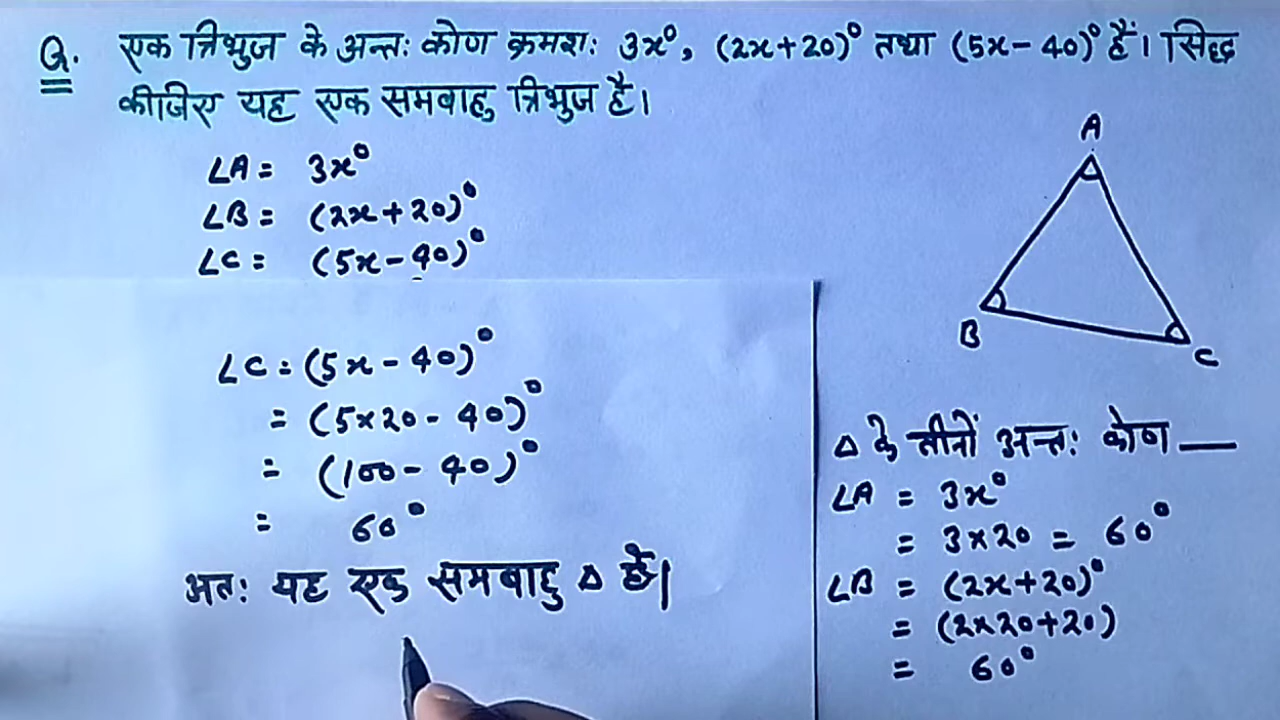 Q. एक त्रिभुज के अन्त: कोण क्रमश: 3x°, (2x+20)° तथा (5x-40)° हैं। सिद्ध
कीजिए यह एक समबाहु त्रिभुज है।
∠A = 3x°
∠B = (2x+20)°
∠C = (5x-40)°
A
B
C
∠C = (5x-40)°
= (5×20-40)°
= (100-40)°
= 60°
अत: यह एक समबाहु △ है।
△ के तीनों अन्त: कोण —
∠A = 3x°
= 3×20 = 60°
∠B = (2x+20)°
= (2×20+20)
= 60°